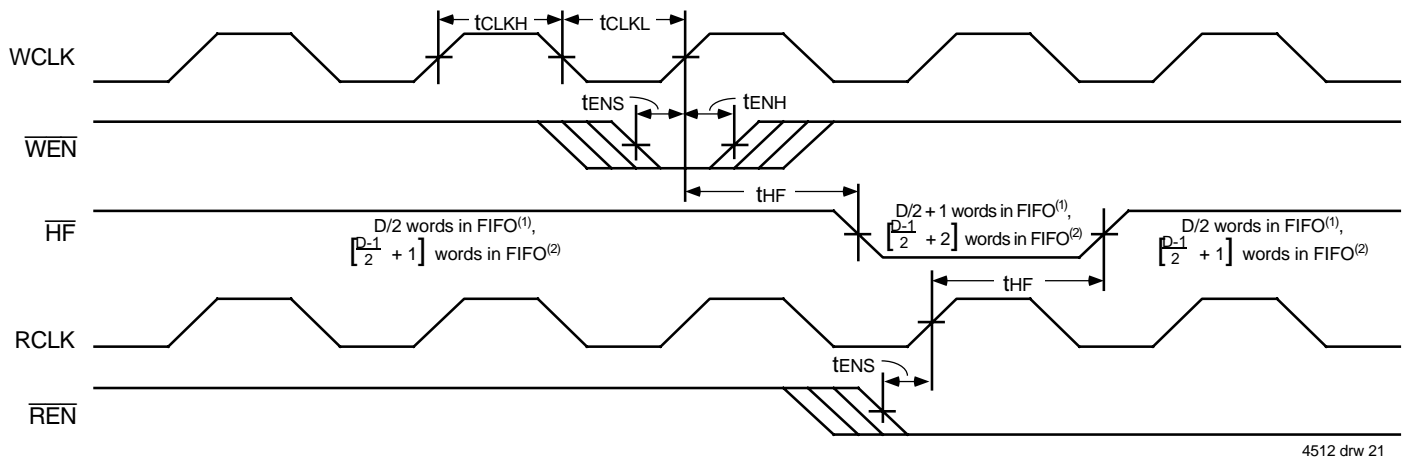 tCLKH
tCLKL
WCLK
tENS
tENH
WEN
tHF
HF
D/2 words in FIFO(1),
[D-1/2 + 1] words in FIFO(2)
D/2 + 1 words in FIFO(1),
[D-1/2 + 2] words in FIFO(2)
D/2 words in FIFO(1),
[D-1/2 + 1] words in FIFO(2)
tHF
RCLK
tENS
REN
4512 drw 21